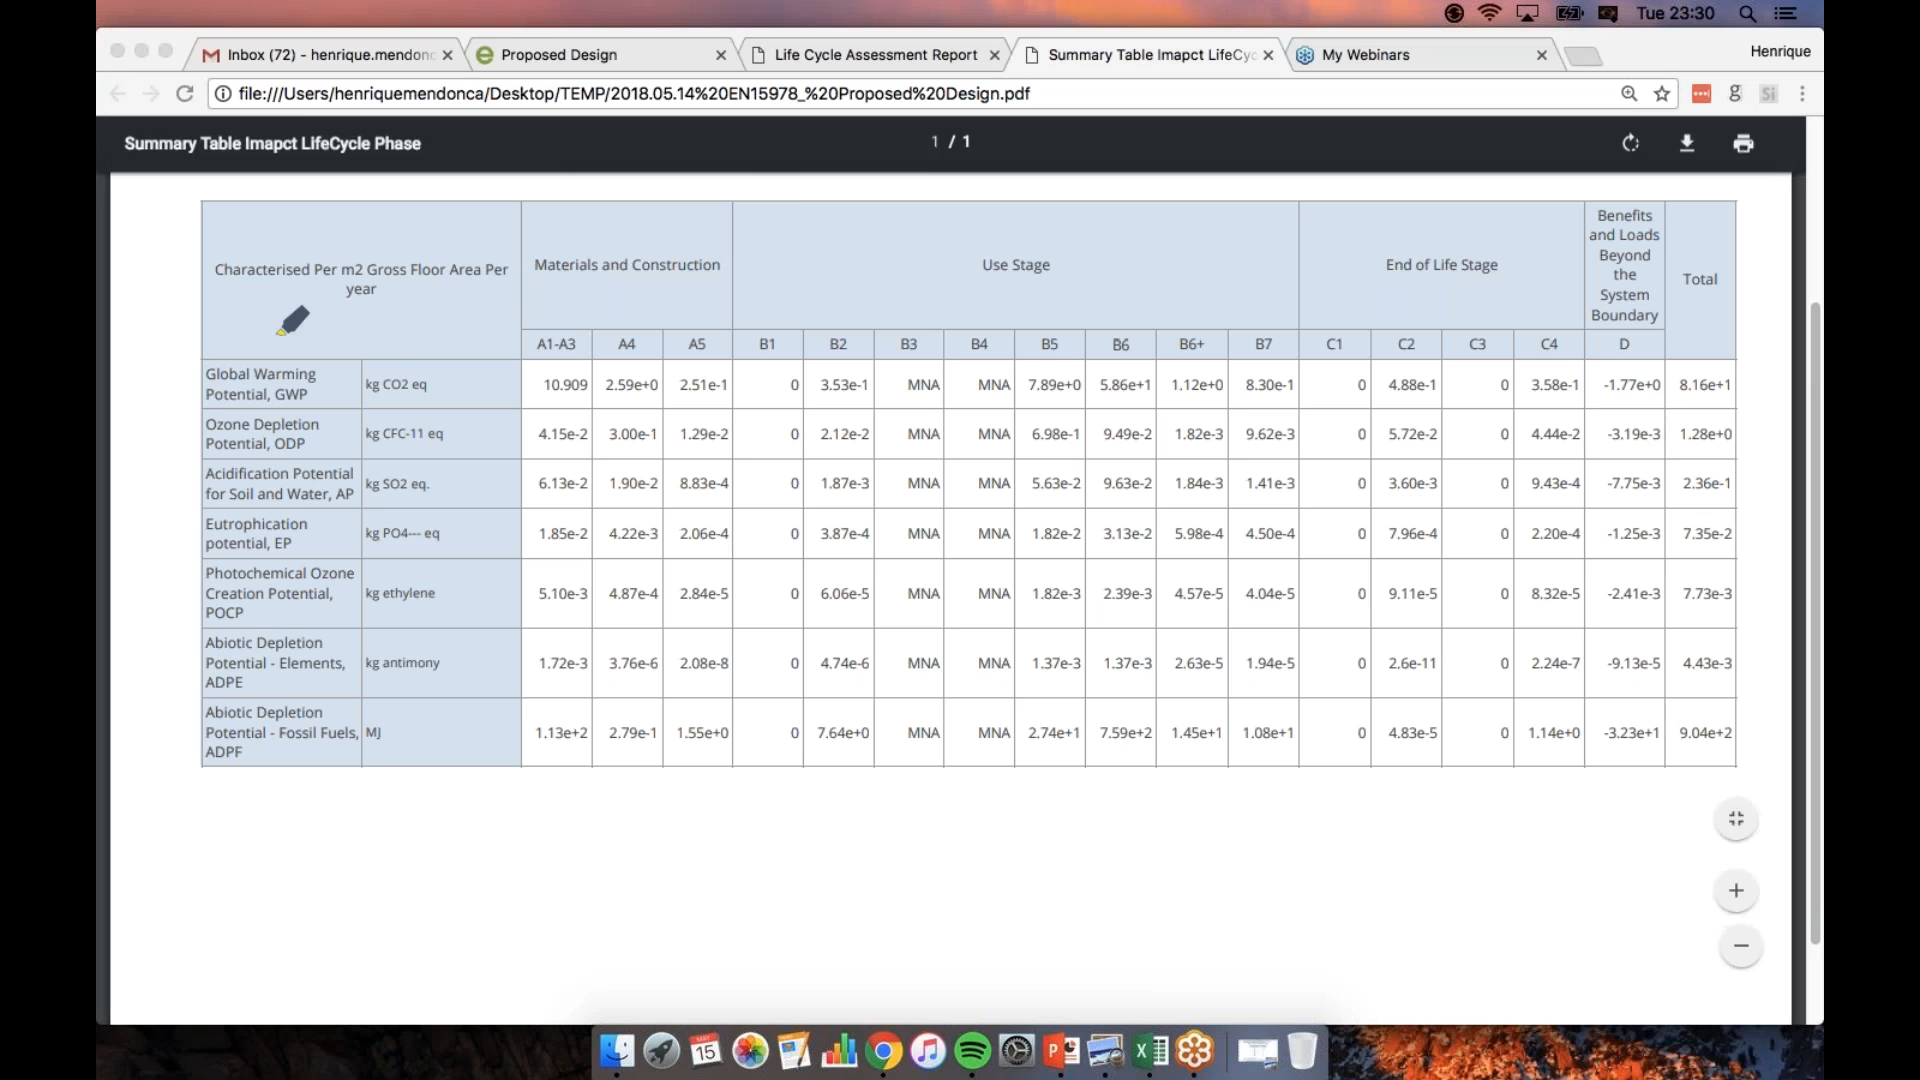 Tue 23:30
Inbox (72) - henrique.mendonc
Proposed Design
Life Cycle Assessment Report
Summary Table Imapct LifeCyc
My Webinars
Henrique
file:///Users/henriquemendonca/Desktop/TEMP/2018.05.14%20EN15978_%20Proposed%20Design.pdf
g
Si
Summary Table Imapct LifeCycle Phase
1 / 1
Characterised Per m2 Gross Floor Area Per
year
Materials and Construction
Use Stage
End of Life Stage
Benefits
and Loads
Beyond
the
System
Boundary
Total
A1-A3 A4 A5 B1 B2 B3 B4 B5 B6 B6+ B7 C1 C2 C3 C4 D
Global Warming
Potential, GWP
kg CO2 eq
10.909 2.59e+0 2.51e-1 0 3.53e-1 MNA MNA 7.89e+0 5.86e+1 1.12e+0 8.30e-1 0 4.88e-1 0 3.58e-1 -1.77e+0 8.16e+1
Ozone Depletion
Potential, ODP
kg CFC-11 eq
4.15e-2 3.00e-1 1.29e-2 0 2.12e-2 MNA MNA 6.98e-1 9.49e-2 1.82e-3 9.62e-3 0 5.72e-2 0 4.44e-2 -3.19e-3 1.28e+0
Acidification Potential
for Soil and Water, AP
kg SO2 eq.
6.13e-2 1.90e-2 8.83e-4 0 1.87e-3 MNA MNA 5.63e-2 9.63e-2 1.84e-3 1.41e-3 0 3.60e-3 0 9.43e-4 -7.75e-3 2.36e-1
Eutrophication
potential, EP
kg PO4--- eq
1.85e-2 4.22e-3 2.06e-4 0 3.87e-4 MNA MNA 1.82e-2 3.13e-2 5.98e-4 4.50e-4 0 7.96e-4 0 2.20e-4 -1.25e-3 7.35e-2
Photochemical Ozone
Creation Potential,
POCP
kg ethylene
5.10e-3 4.87e-4 2.84e-5 0 6.06e-5 MNA MNA 1.82e-3 2.39e-3 4.57e-5 4.04e-5 0 9.11e-5 0 8.32e-5 -2.41e-3 7.73e-3
Abiotic Depletion
Potential - Elements,
ADPE
kg antimony
1.72e-3 3.76e-6 2.08e-8 0 4.74e-6 MNA MNA 1.37e-3 1.37e-3 2.63e-5 1.94e-5 0 2.6e-11 0 2.24e-7 -9.13e-5 4.43e-3
Abiotic Depletion
Potential - Fossil Fuels,
ADPF
MJ
1.13e+2 2.79e-1 1.55e+0 0 7.64e+0 MNA MNA 2.74e+1 7.59e+2 1.45e+1 1.08e+1 0 4.83e-5 0 1.14e+0 -3.23e+1 9.04e+2
MAY
15